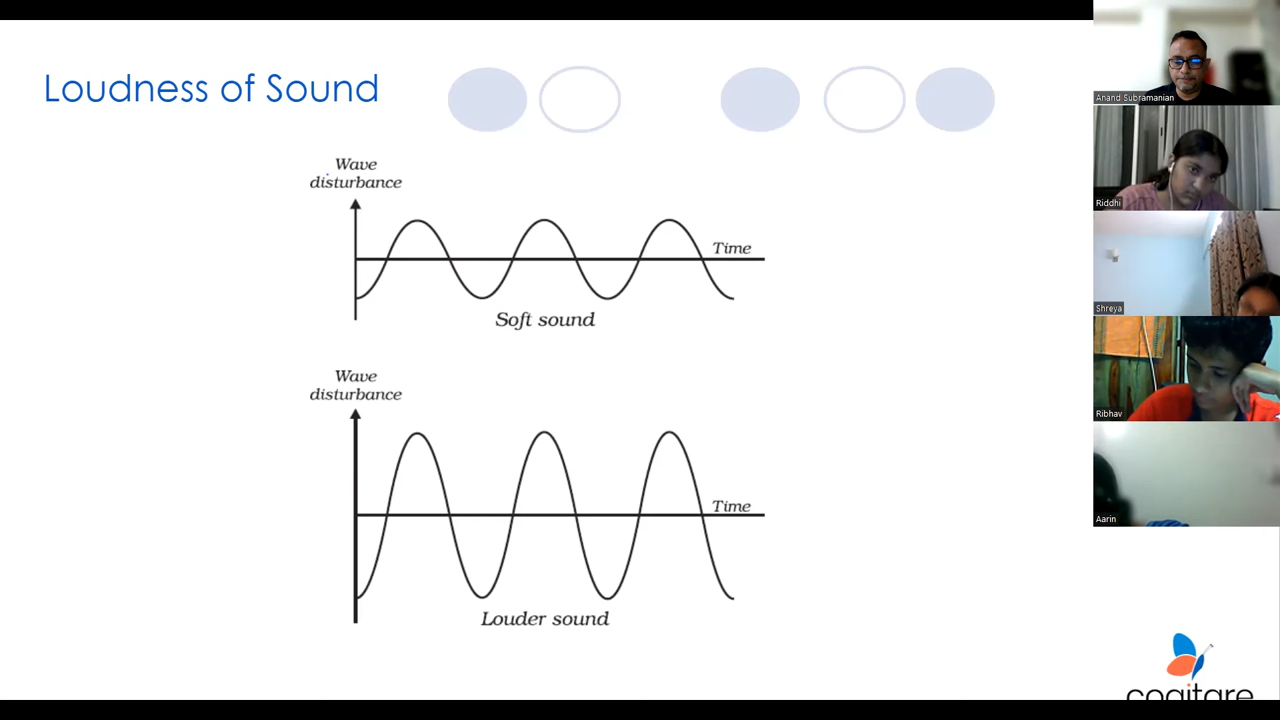 Loudness of Sound
Wave
disturbance
Time
Soft sound
Wave
disturbance
Time
Louder sound
Anand Subramanian
Riddhi
Shreya
Ribhav
Aarin
cogitare